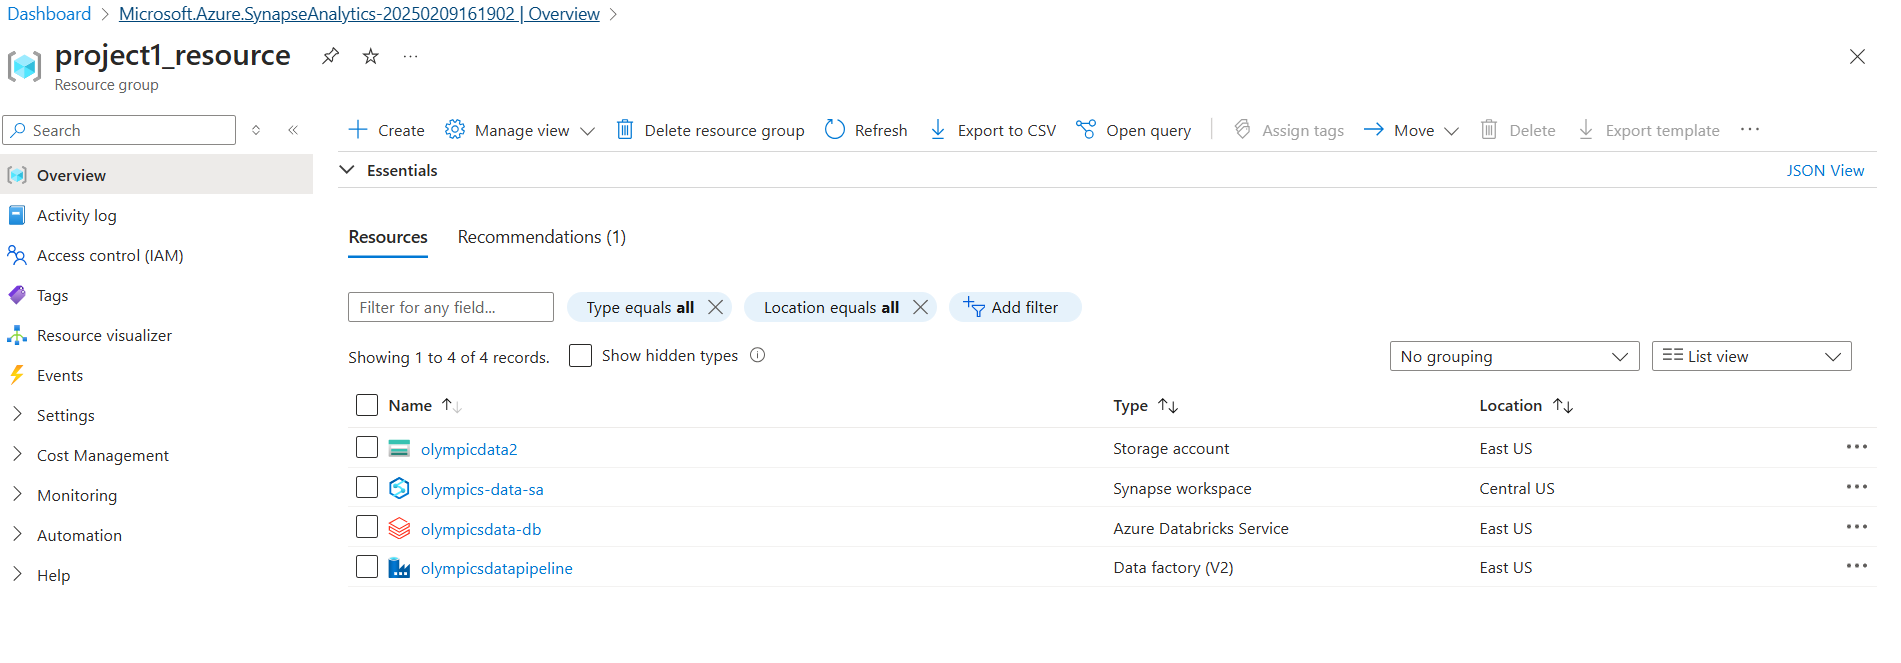 Dashboard > Microsoft.Azure.SynapseAnalytics-20250209161902 | Overview >
project1_resource
Resource group
Search
Create
Manage view
Delete resource group
Refresh
Export to CSV
Open query
Assign tags
Move
Delete
Export template
Overview
Activity log
Access control (IAM)
Tags
Resource visualizer
Events
Settings
Cost Management
Monitoring
Automation
Help
Essentials
JSON View
Resources
Recommendations (1)
Filter for any field...
Type equals all
Location equals all
Add filter
Showing 1 to 4 of 4 records.
Show hidden types
No grouping
List view
Name Type Location
olympicdata2 Storage account East US
olympics-data-sa Synapse workspace Central US
olympicsdata-db Azure Databricks Service East US
olympicsdatapipeline Data factory (V2) East US